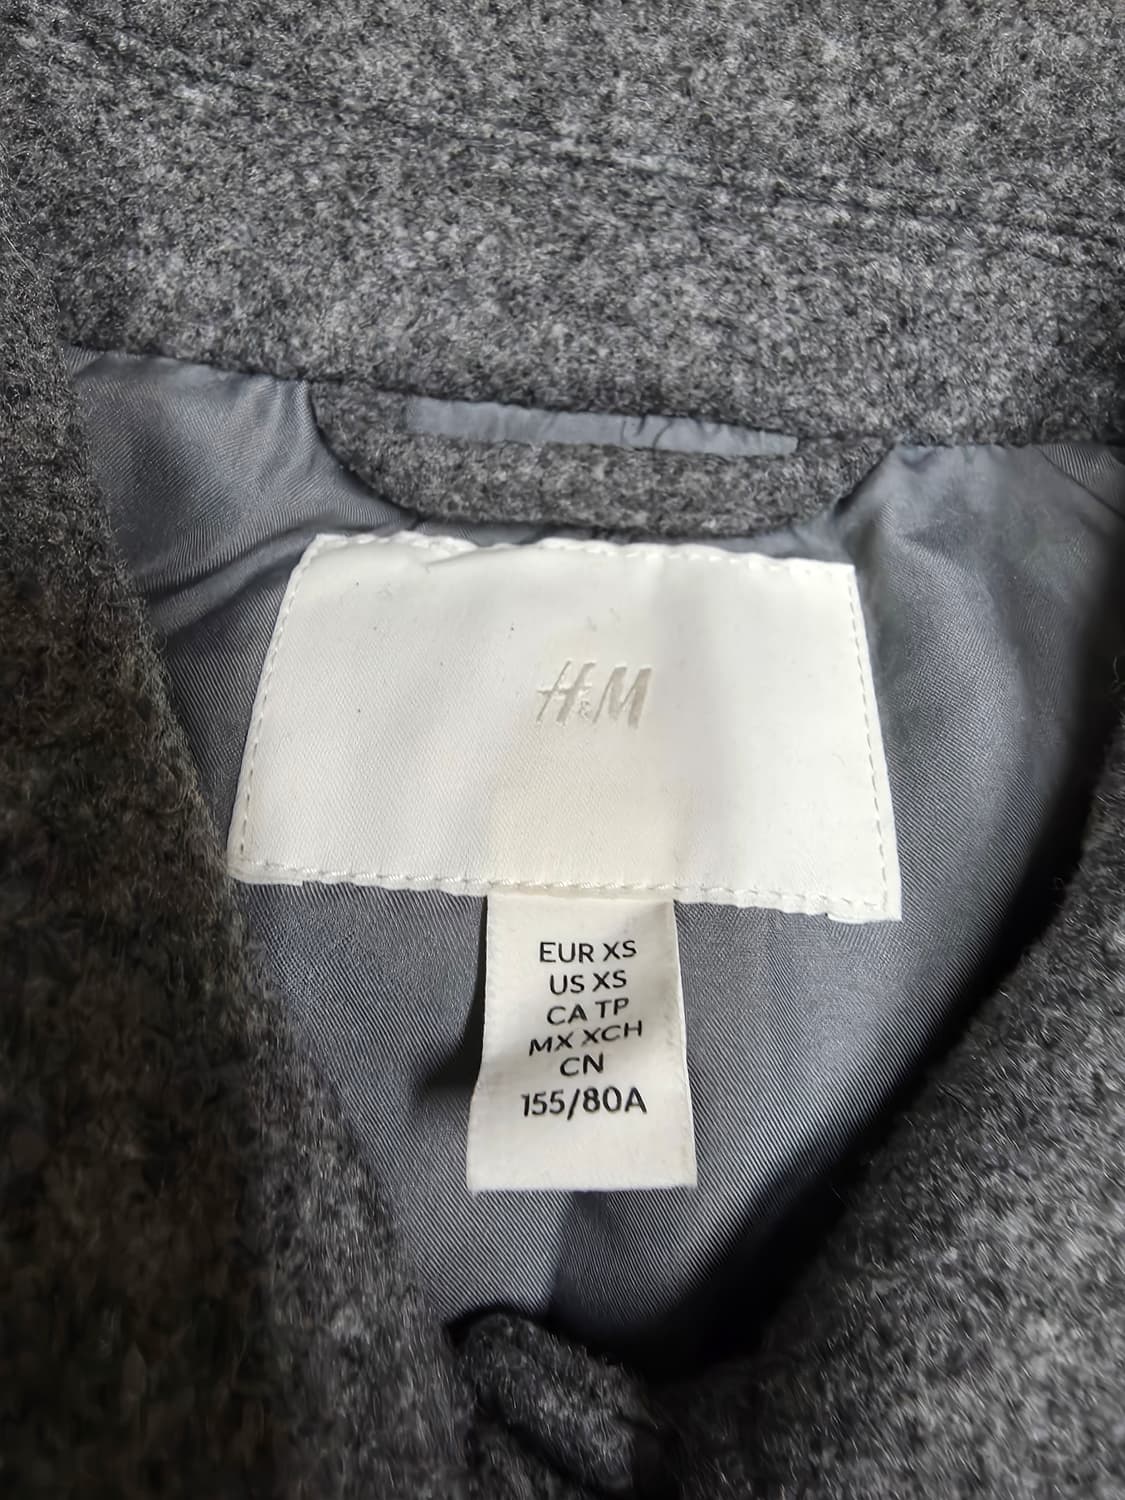 H&M
EUR XS
US XS
CA TP
MX XCH
CN
155/80A